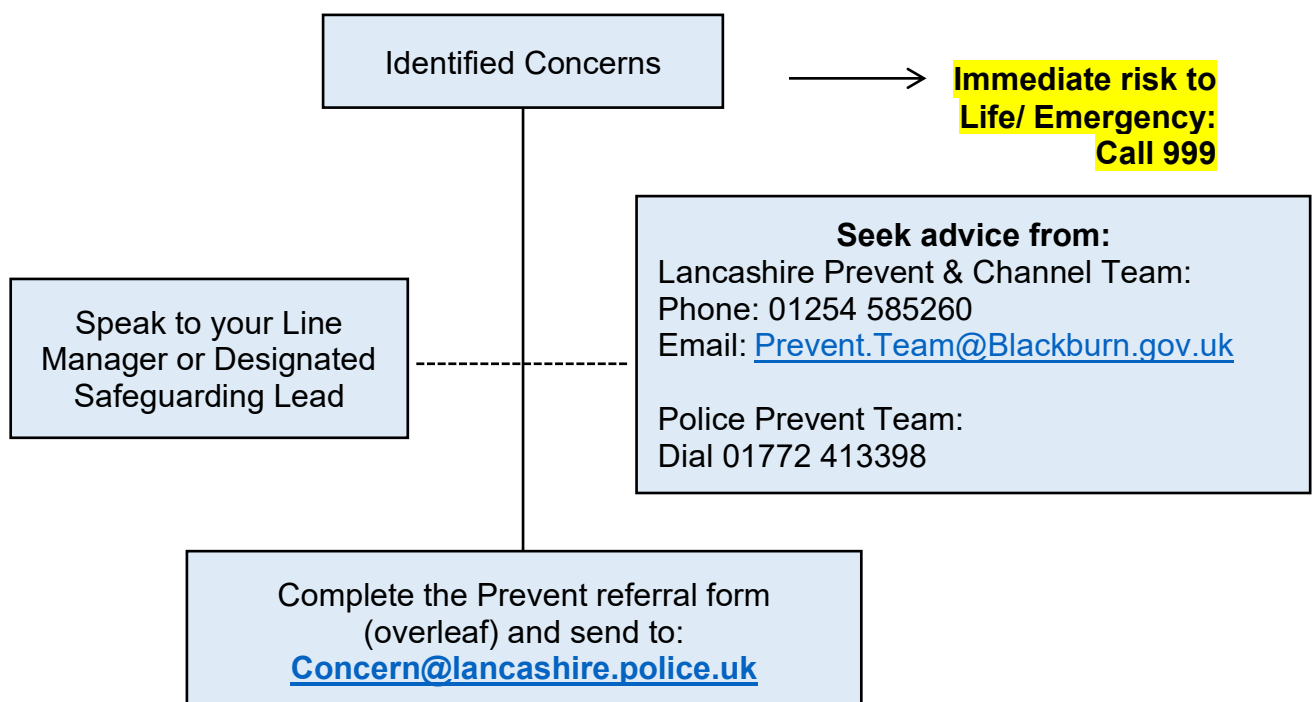 Identified Concerns
Immediate risk to
Life/ Emergency:
Call 999
Seek advice from:
Lancashire Prevent & Channel Team:
Phone: 01254 585260
Email: Prevent.Team@Blackburn.gov.uk
Police Prevent Team:
Dial 01772 413398
Speak to your Line
Manager or Designated
Safeguarding Lead
Complete the Prevent referral form
(overleaf) and send to:
Concern@lancashire.police.uk